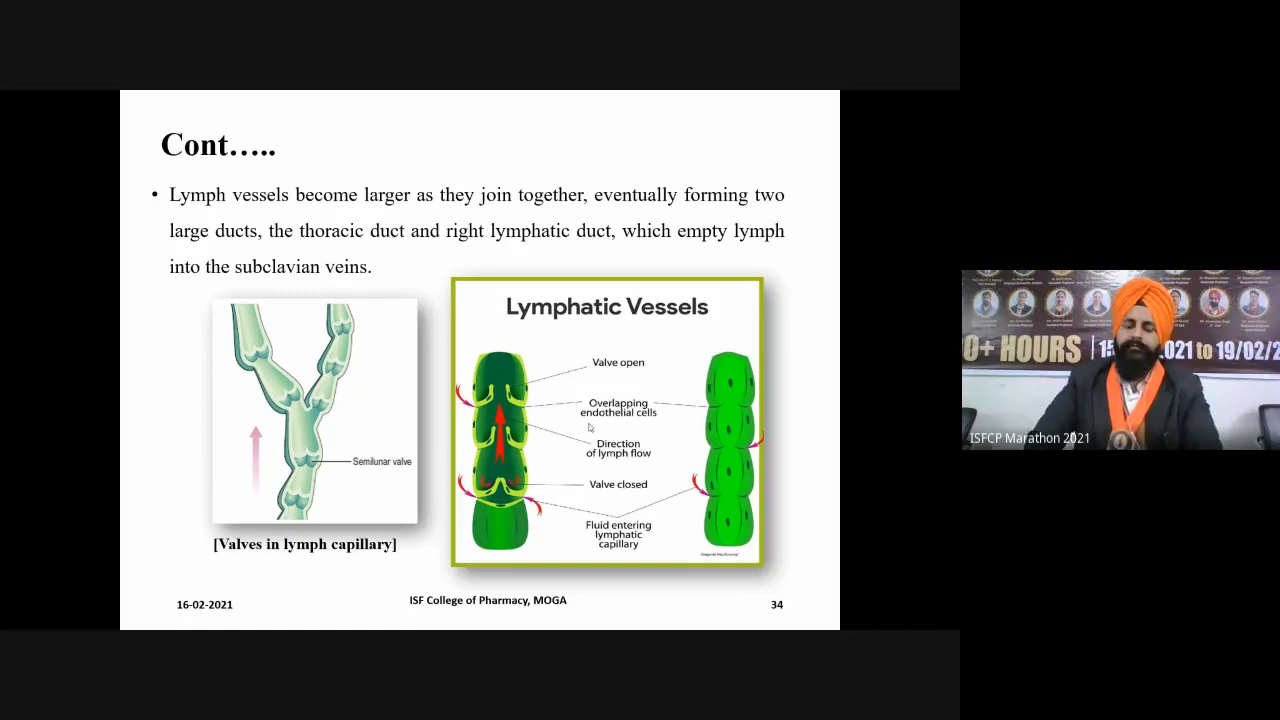 Cont…..
• Lymph vessels become larger as they join together, eventually forming two
large ducts, the thoracic duct and right lymphatic duct, which empty lymph
into the subclavian veins.
Semilunar valve
[Valves in lymph capillary]
Lymphatic Vessels
Valve open
Overlapping
endothelial cells
Direction
of lymph flow
Valve closed
Fluid entering
lymphatic
capillary
16-02-2021
ISF College of Pharmacy, MOGA
34
0+ HOURS
2021 to 19/02/2
ISFCP Marathon 2021